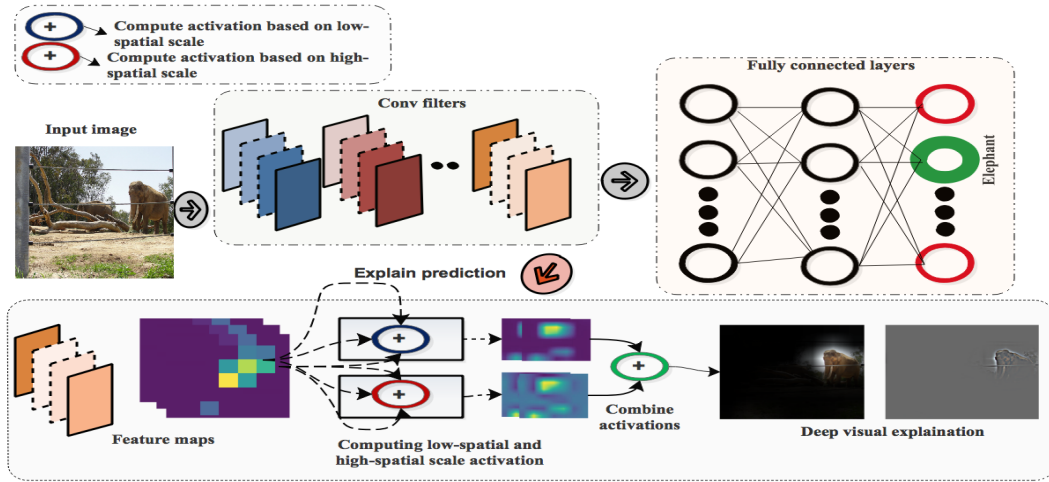 Compute activation based on low-
spatial scale
Compute activation based on high-
spatial scale
Input image
Conv filters
Fully connected layers
Elephant
Explain prediction
Feature maps
Computing low-spatial and
high-spatial scale activation
Combine
activations
Deep visual explaination